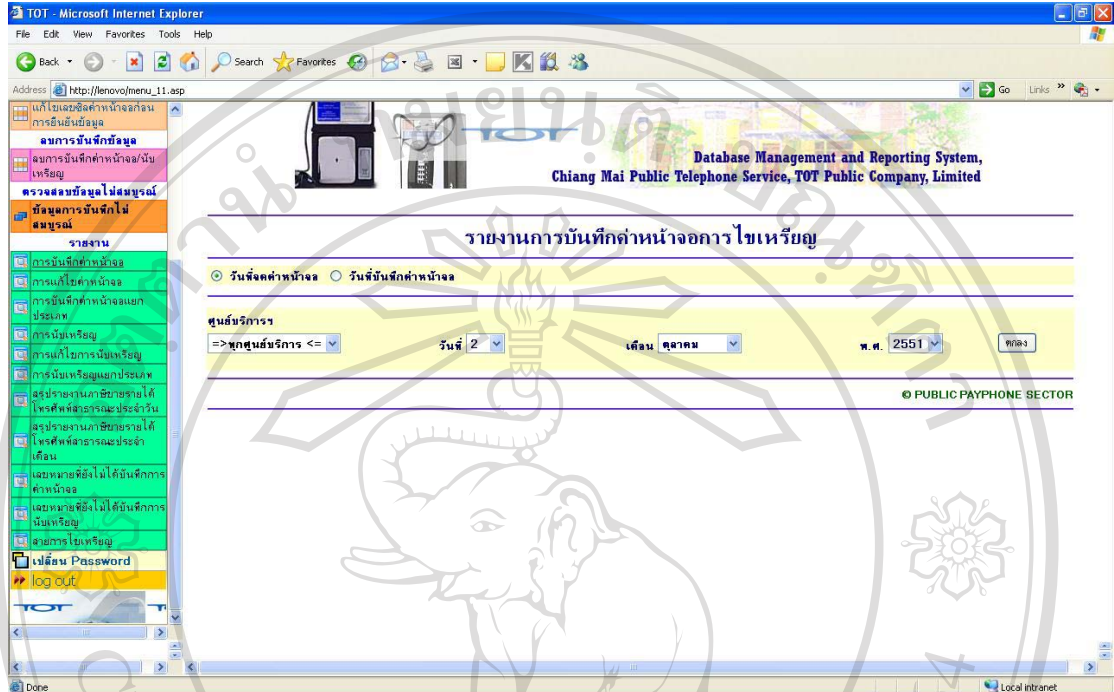 TOT - Microsoft Internet Explorer
File Edit View Favorites Tools Help
Back Search Favorites
Address http://lenovo/menu_11.asp Go Links
แก้ไขเลขซีลค่าหน้าจอก่อน
การยืนยันข้อมูล
ลบการบันทึกข้อมูล
ลบการบันทึกค่าหน้าจอ/นับ
เหรียญ
ตรวจสอบข้อมูลไม่สมบูรณ์
ข้อมูลการบันทึกไม่
สมบูรณ์
รายงาน
การบันทึกค่าหน้าจอ
การแก้ไขค่าหน้าจอ
การบันทึกค่าหน้าจอแยก
ประเภท
การนับเหรียญ
การแก้ไขการนับเหรียญ
การนับเหรียญแยกประเภท
สรุปรายงานภาษีขายรายได้
โทรศัพท์สาธารณะประจำวัน
สรุปรายงานภาษีขายรายได้
โทรศัพท์สาธารณะประจำ
เดือน
เลขหมายที่ยังไม่ได้บันทึกการ
ค่าหน้าจอ
เลขหมายที่ยังไม่ได้บันทึกการ
นับเหรียญ
สายการไขเหรียญ
เปลี่ยน Password
log out
TOT
TOT
Database Management and Reporting System,
Chiang Mai Public Telephone Service, TOT Public Company, Limited
รายงานการบันทึกค่าหน้าจอการไขเหรียญ
วันที่จดค่าหน้าจอ วันที่บันทึกค่าหน้าจอ
ศูนย์บริการฯ
=>ทุกศูนย์บริการ <= วันที่ 2 เดือน ตุลาคม พ.ศ. 2551 ตกลง
© PUBLIC PAYPHONE SECTOR
Done Local intranet